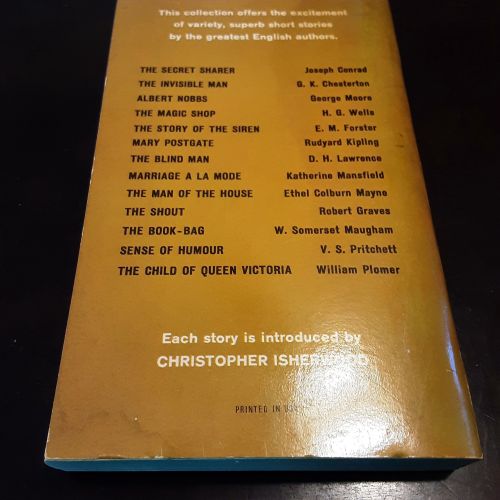 This collection offers the excitement
of variety, superb short stories
by the greatest English authors.
THE SECRET SHARER Joseph Conrad
THE INVISIBLE MAN G. K. Chesterton
ALBERT NOBBS George Moore
THE MAGIC SHOP H. G. Wells
THE STORY OF THE SIREN E. M. Forster
MARY POSTGATE Rudyard Kipling
THE BLIND MAN D. H. Lawrence
MARRIAGE A LA MODE Katherine Mansfield
THE MAN OF THE HOUSE Ethel Colburn Mayne
THE SHOUT Robert Graves
THE BOOK-BAG W. Somerset Maugham
SENSE OF HUMOUR V. S. Pritchett
THE CHILD OF QUEEN VICTORIA William Plomer
Each story is introduced by
CHRISTOPHER ISHERWOOD
PRINTED IN